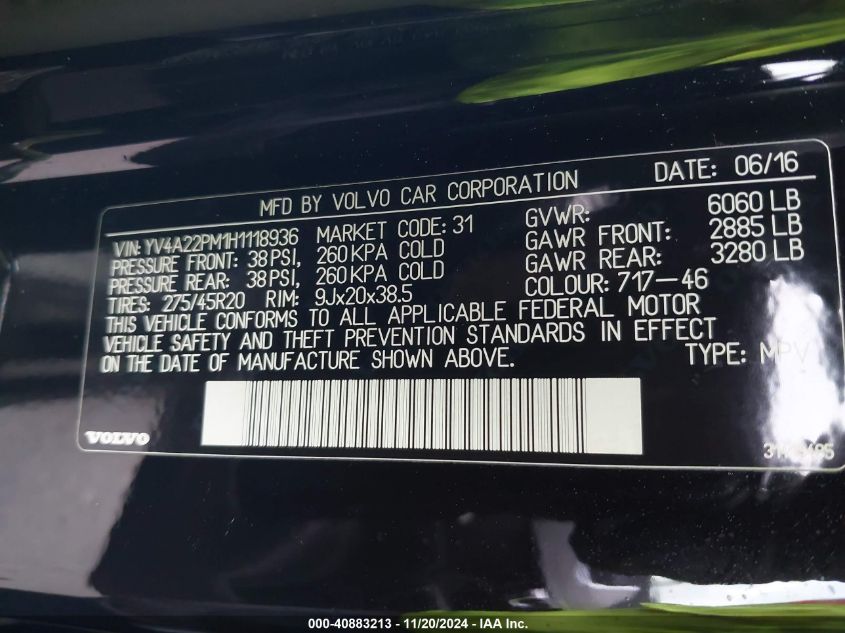 MFD BY VOLVO CAR CORPORATION DATE: 06/16
VIN: YV4A22PM1H1118936 MARKET CODE: 31 GVWR: 6060 LB
PRESSURE FRONT: 38 PSI, 260 KPA COLD GAWR FRONT: 2885 LB
PRESSURE REAR: 38 PSI, 260 KPA COLD GAWR REAR: 3280 LB
TIRES: 275/45R20 RIM: 9Jx20x38.5 COLOUR: 717-46
THIS VEHICLE CONFORMS TO ALL APPLICABLE FEDERAL MOTOR
VEHICLE SAFETY AND THEFT PREVENTION STANDARDS IN EFFECT
ON THE DATE OF MANUFACTURE SHOWN ABOVE. TYPE: MPV
VOLVO
000-40883213 - 11/20/2024 - IAA Inc.